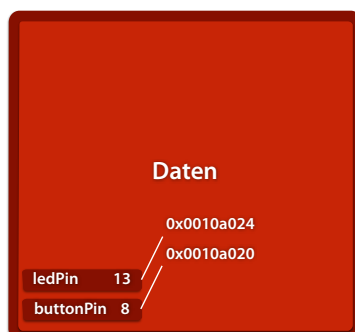 Daten
0x0010a024
0x0010a020
ledPin 13
buttonPin 8